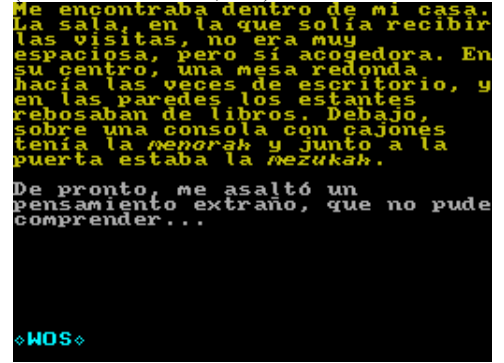 Me encontraba dentro de mi casa.
La sala, en la que solía recibir
las visitas, no era muy
espaciosa, pero sí acogedora. En
su centro, una mesa redonda
hacía las veces de escritorio, y
en las paredes los estantes
rebosaban de libros. Debajo,
sobre una consola con cajones
tenía la menorah y junto a la
puerta estaba la mezukah.
De pronto, me asaltó un
pensamiento extraño, que no pude
comprender...
◇WOS◇